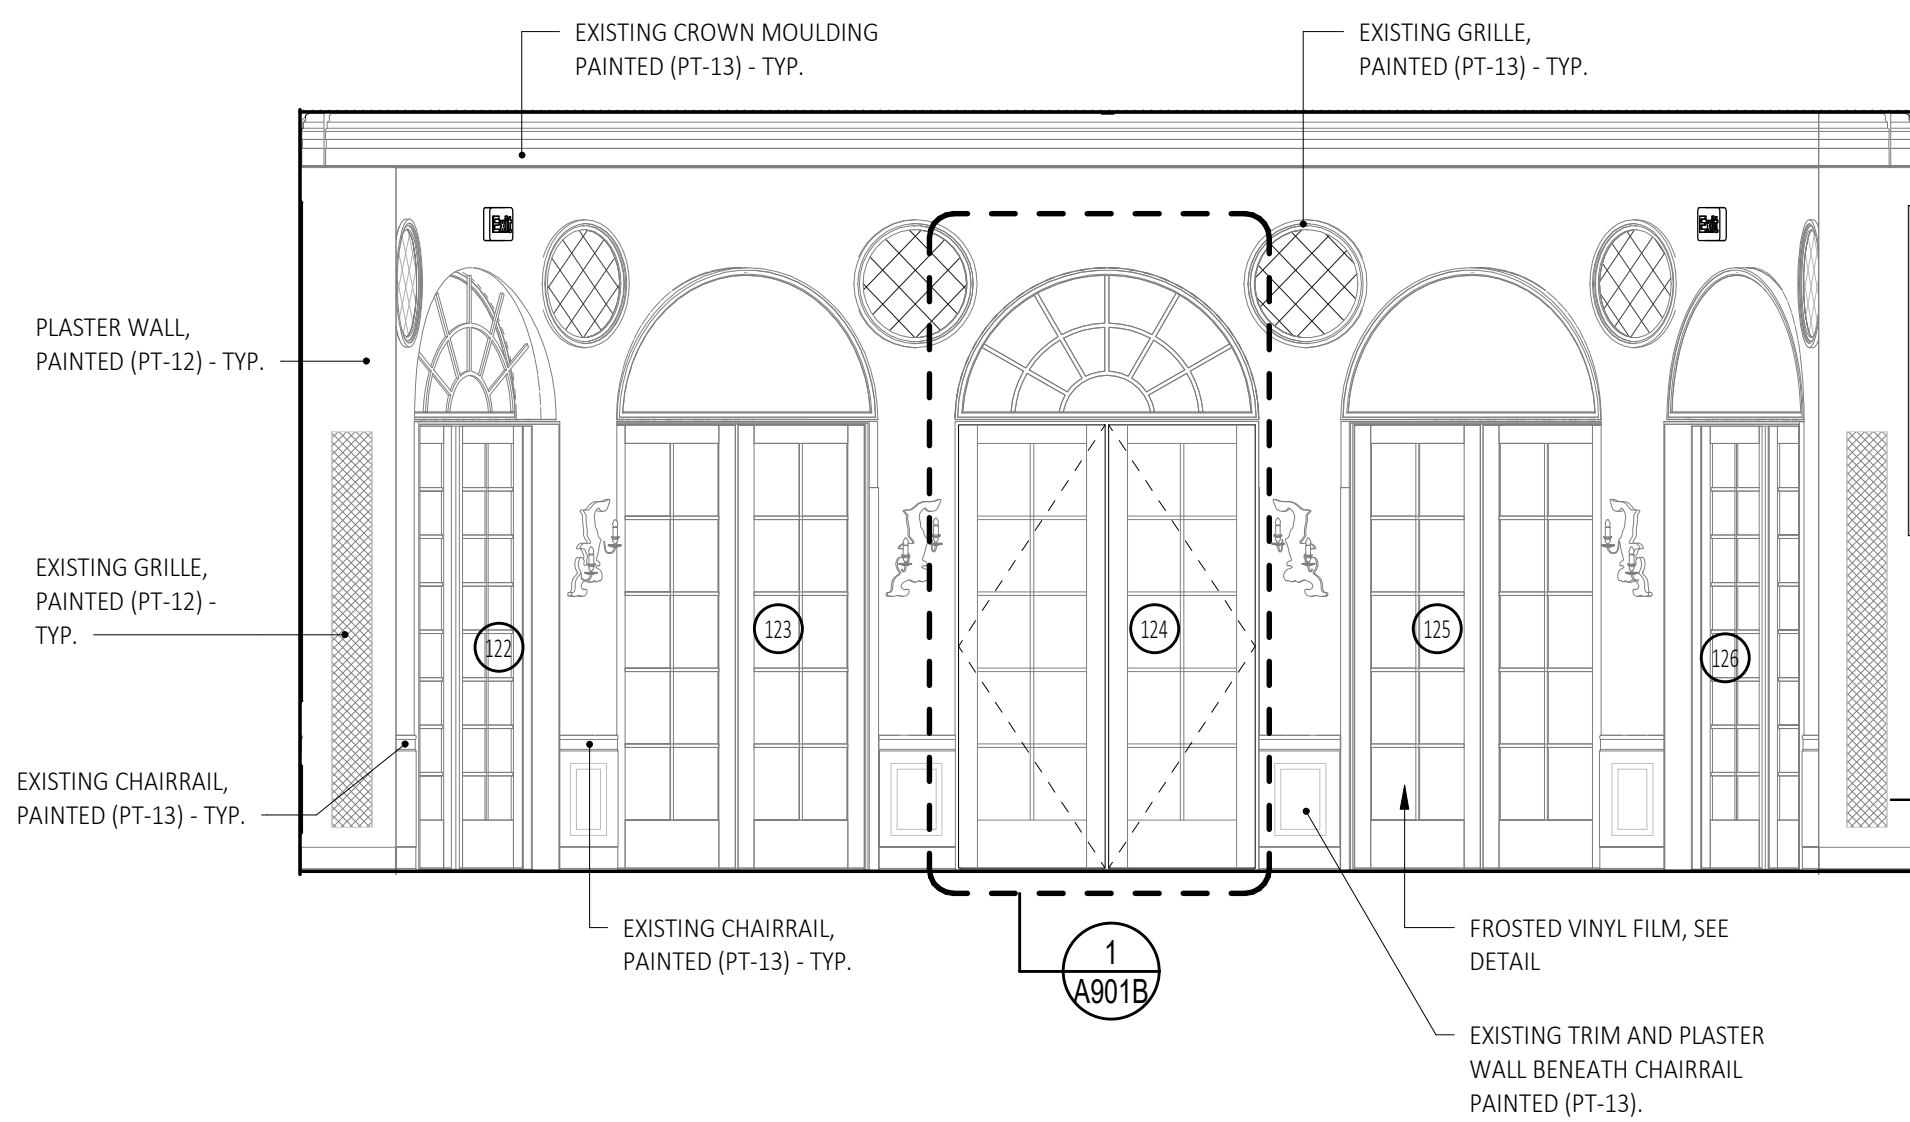 EXISTING CROWN MOULDING
PAINTED (PT-13) - TYP.
EXISTING GRILLE,
PAINTED (PT-13) - TYP.
Exit
Exit
PLASTER WALL,
PAINTED (PT-12) - TYP.
EXISTING GRILLE,
PAINTED (PT-12) -
TYP.
122
123
124
125
126
EXISTING CHAIRRAIL,
PAINTED (PT-13) - TYP.
EXISTING CHAIRRAIL,
PAINTED (PT-13) - TYP.
1
A901B
FROSTED VINYL FILM, SEE
DETAIL
EXISTING TRIM AND PLASTER
WALL BENEATH CHAIRRAIL
PAINTED (PT-13).